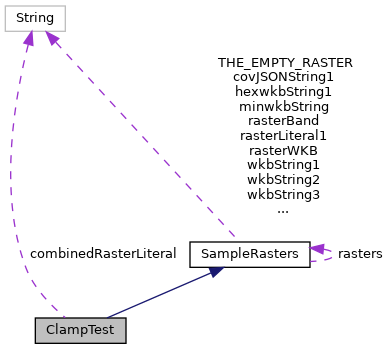 String
THE_EMPTY_RASTER
covJSONString1
hexwkbString1
minwkbString
rasterBand
rasterLiteral1
rasterWKB
wkbString1
wkbString2
wkbString3
...
combinedRasterLiteral
SampleRasters
rasters
ClampTest